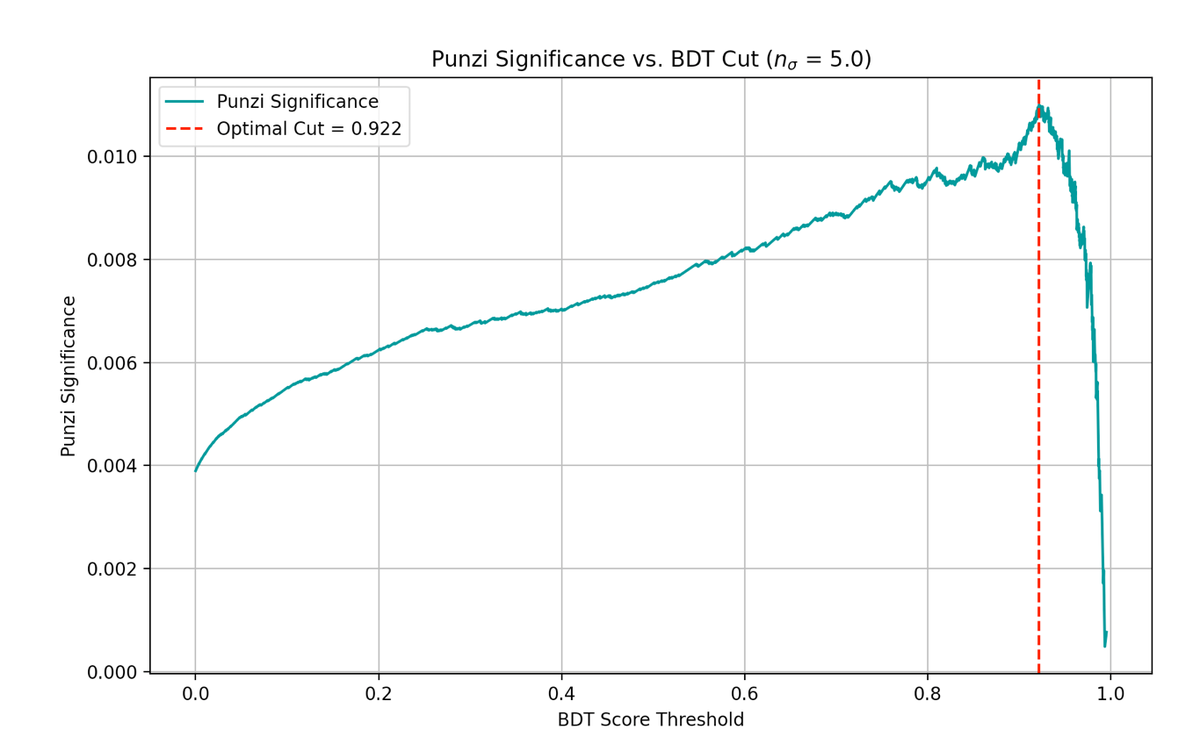 Punzi Significance vs. BDT Cut (nσ = 5.0)
Punzi Significance
Optimal Cut = 0.922
Punzi Significance
0.010
0.008
0.006
0.004
0.002
0.000
0.0 0.2 0.4 0.6 0.8 1.0
BDT Score Threshold